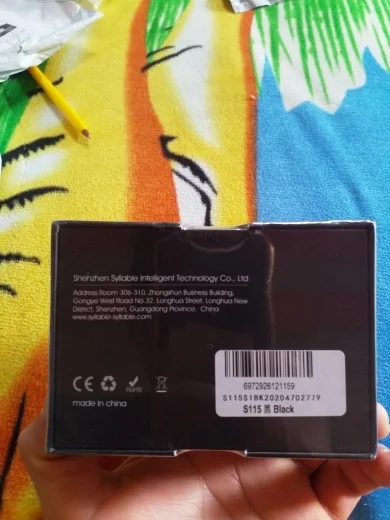 Shenzhen Syllable Intelligent Technology Co., Ltd
Address:Room 306-310, Zhongshun Business Building,
Gongye West Road No 32, Longhua Street, Longhua New
District, Shenzhen, Guangdong Province, China
www.syllable-syllable.com
CE
RoHS
made in china
6972926121159
S115S1BK20204702779
S115 黑 Black